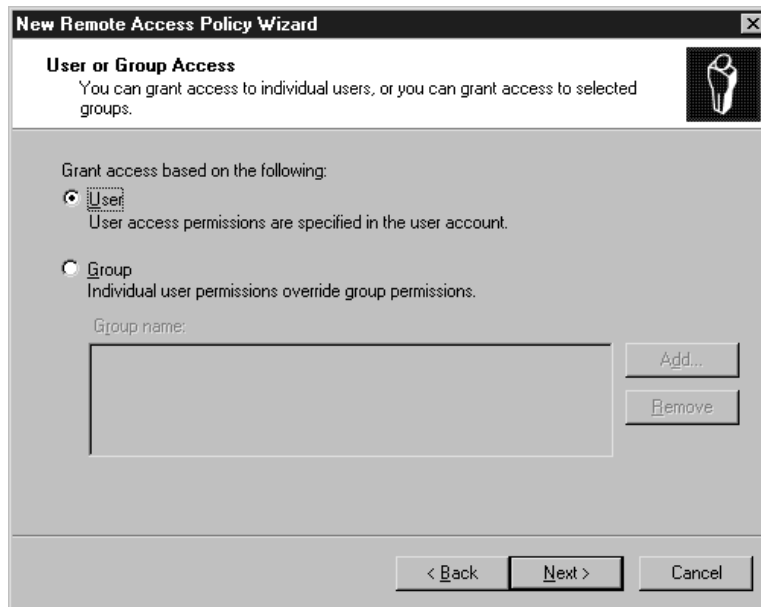 New Remote Access Policy Wizard
User or Group Access
You can grant access to individual users, or you can grant access to selected
groups.
Grant access based on the following:
User
User access permissions are specified in the user account.
Group
Individual user permissions override group permissions.
Group name:
Add...
Remove
< Back
Next >
Cancel